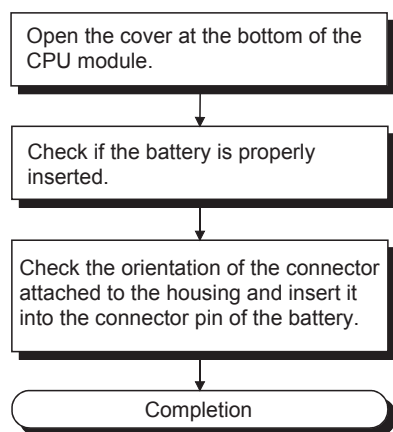 Open the cover at the bottom of the
CPU module.
Check if the battery is properly
inserted.
Check the orientation of the connector
attached to the housing and insert it
into the connector pin of the battery.
Completion